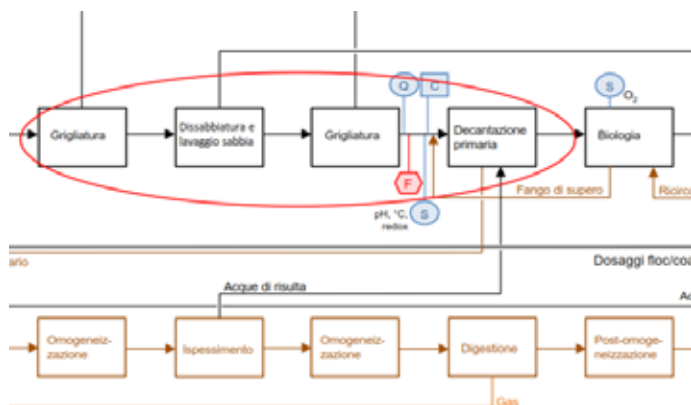 Q
C
S
O2
Grigliatura
Dissabbiatura e
lavaggio sabbia
Grigliatura
Decantazione
primaria
Biologia
F
S
pH, °C,
redox
Fango di supero
Ricirc
ario
Dosaggi floc/coa
Acque di risulta
Ac
Omogeneiz-
zazione
Ispessimento
Omogeneiz-
zazione
Digestione
Post-omoge-
neizzazione
Gas